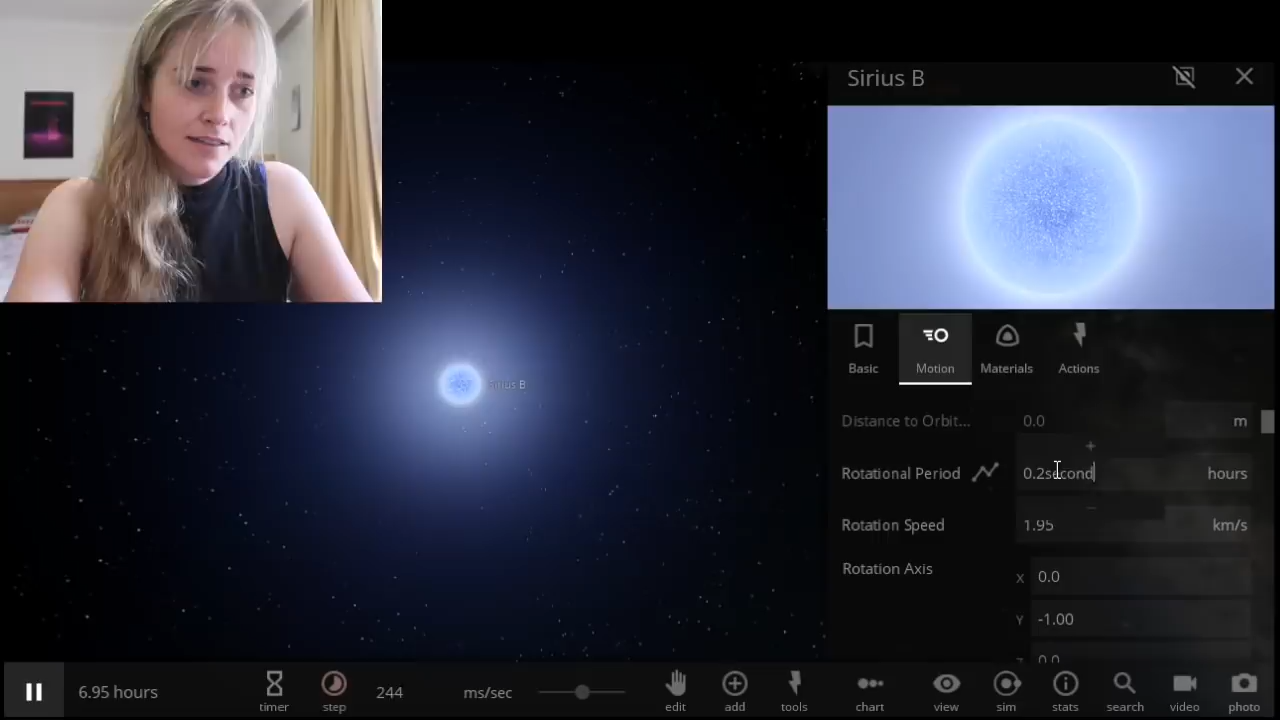 Sirius B
Basic
Motion
Materials
Actions
Sirius B
Distance to Orbit... 0.0 m
+
Rotational Period 0.2second hours
−
Rotation Speed 1.95 km/s
Rotation Axis
X 0.0
Y -1.00
0.0
6.95 hours
timer
step
244 ms/sec
edit
add
tools
chart
view
sim
stats
search
video
photo